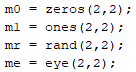 m0 = zeros(2,2);
m1 = ones(2,2);
mr = rand(2,2);
me = eye(2,2);